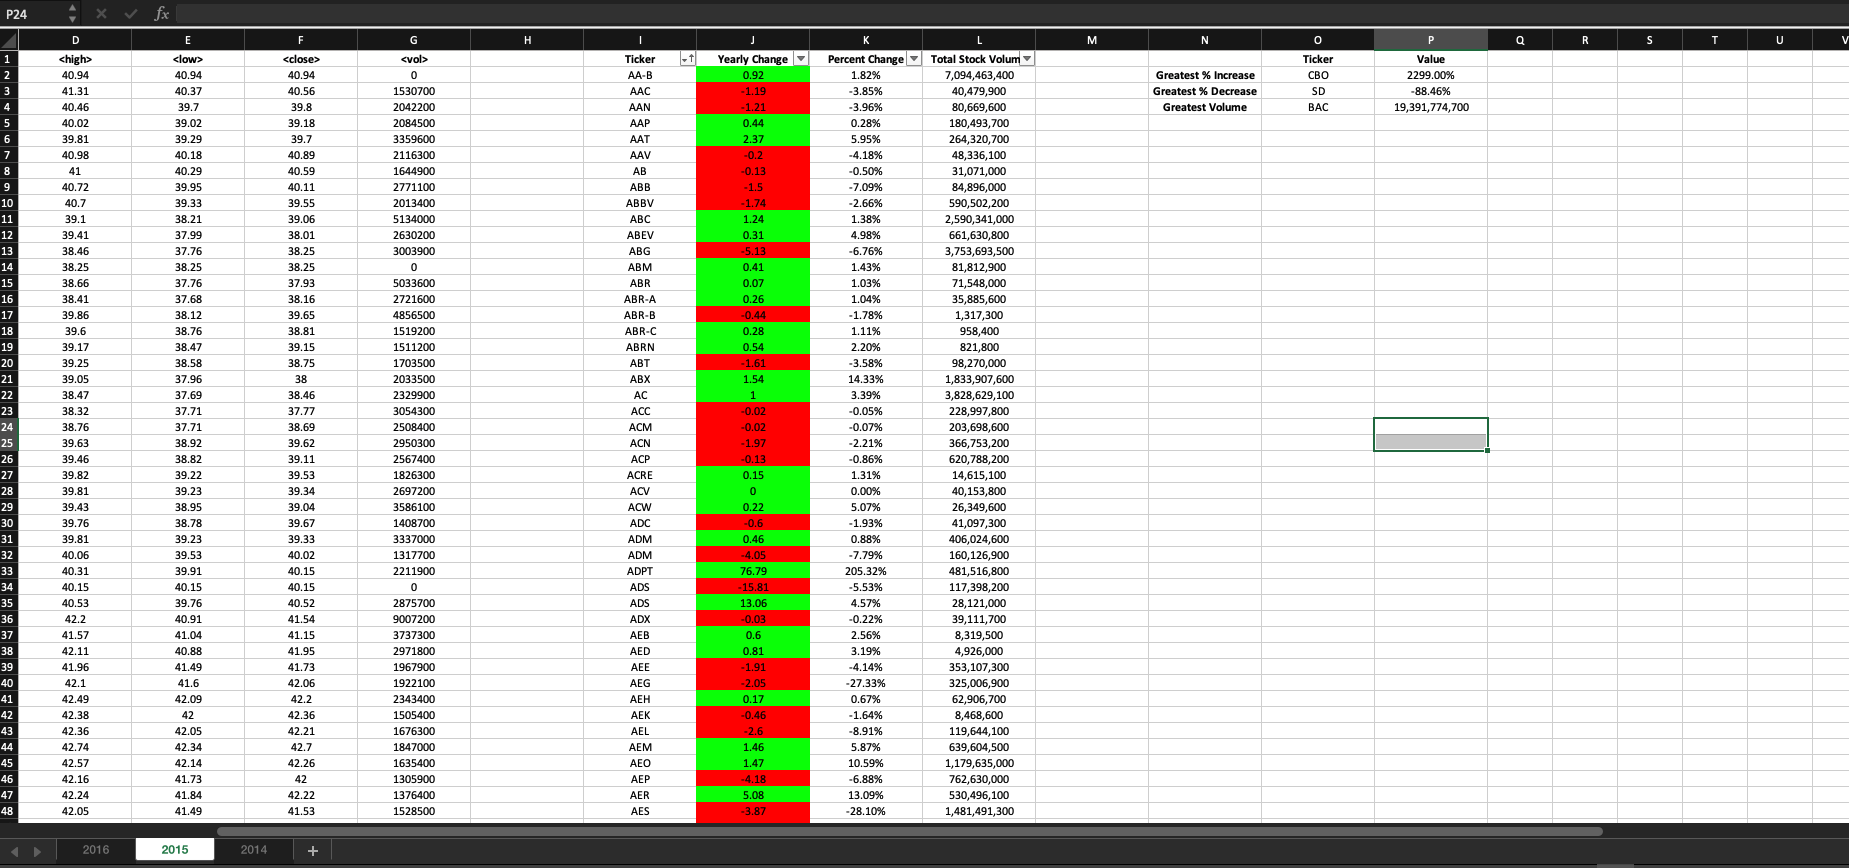 P24 fx
D E F G H I J K L M N O P Q R S T U V
1 <high> <low> <close> <vol> Ticker Yearly Change Percent Change Total Stock Volum Ticker Value
2 40.94 40.94 40.94 0 AA-B 0.92 1.82% 7,094,463,400 Greatest % Increase CBO 2299.00%
3 41.31 40.37 40.56 1530700 AAC -1.19 -3.85% 40,479,900 Greatest % Decrease SD -88.46%
4 40.46 39.7 39.8 2042200 AAN -1.21 -3.96% 80,669,600 Greatest Volume BAC 19,391,774,700
5 40.02 39.02 39.18 2084500 AAP 0.44 0.28% 180,493,700
6 39.81 39.29 39.7 3359600 AAT 2.37 5.95% 264,320,700
7 40.98 40.18 40.89 2116300 AAV -0.2 -4.18% 48,336,100
8 41 40.29 40.59 1644900 AB -0.13 -0.50% 31,071,000
9 40.72 39.95 40.11 2771100 ABB -1.5 -7.09% 84,896,000
10 40.7 39.33 39.55 2013400 ABBV -1.74 -2.66% 590,502,200
11 39.1 38.21 39.06 5134000 ABC 1.24 1.38% 2,590,341,000
12 39.41 37.99 38.01 2630200 ABEV 0.31 4.98% 661,630,800
13 38.46 37.76 38.25 3003900 ABG -5.13 -6.76% 3,753,693,500
14 38.25 38.25 38.25 0 ABM 0.41 1.43% 81,812,900
15 38.66 37.76 37.93 5033600 ABR 0.07 1.03% 71,548,000
16 38.41 37.68 38.16 2721600 ABR-A 0.26 1.04% 35,885,600
17 39.86 38.12 39.65 4856500 ABR-B -0.44 -1.78% 1,317,300
18 39.6 38.76 38.81 1519200 ABR-C 0.28 1.11% 958,400
19 39.17 38.47 39.15 1511200 ABRN 0.54 2.20% 821,800
20 39.25 38.58 38.75 1703500 ABT -1.61 -3.58% 98,270,000
21 39.05 37.96 38 2033500 ABX 1.54 14.33% 1,833,907,600
22 38.47 37.69 38.46 2329900 AC 1 3.39% 3,828,629,100
23 38.32 37.71 37.77 3054300 ACC -0.02 -0.05% 228,997,800
24 38.76 37.71 38.69 2508400 ACM -0.02 -0.07% 203,698,600
25 39.63 38.92 39.62 2950300 ACN -1.97 -2.21% 366,753,200
26 39.46 38.82 39.11 2567400 ACP -0.13 -0.86% 620,788,200
27 39.82 39.22 39.53 1826300 ACRE 0.15 1.31% 14,615,100
28 39.81 39.23 39.34 2697200 ACV 0 0.00% 40,153,800
29 39.43 38.95 39.04 3586100 ACW 0.22 5.07% 26,349,600
30 39.76 38.78 39.67 1408700 ADC -0.6 -1.93% 41,097,300
31 39.81 39.23 39.33 3337000 ADM 0.46 0.88% 406,024,600
32 40.06 39.53 40.02 1317700 ADM -4.05 -7.79% 160,126,900
33 40.31 39.91 40.15 2211900 ADPT 76.79 205.32% 481,516,800
34 40.15 40.15 40.15 0 ADS -15.81 -5.53% 117,398,200
35 40.53 39.76 40.52 2875700 ADS 13.06 4.57% 28,121,000
36 42.2 40.91 41.54 9007200 ADX -0.03 -0.22% 39,111,700
37 41.57 41.04 41.15 3737300 AEB 0.6 2.56% 8,319,500
38 42.11 40.88 41.95 2971800 AED 0.81 3.19% 4,926,000
39 41.96 41.49 41.73 1967900 AEE -1.91 -4.14% 353,107,300
40 42.1 41.6 42.06 1922100 AEG -2.05 -27.33% 325,006,900
41 42.49 42.09 42.2 2343400 AEH 0.17 0.67% 62,906,700
42 42.38 42 42.36 1505400 AEK -0.46 -1.64% 8,468,600
43 42.36 42.05 42.21 1676300 AEL -2.6 -8.91% 119,644,100
44 42.74 42.34 42.7 1847000 AEM 1.46 5.87% 639,604,500
45 42.57 42.14 42.26 1635400 AEO 1.47 10.59% 1,179,635,000
46 42.16 41.73 42 1305900 AEP -4.18 -6.88% 762,630,000
47 42.24 41.84 42.22 1376400 AER 5.08 13.09% 530,496,100
48 42.05 41.49 41.53 1528500 AES -3.87 -28.10% 1,481,491,300
2016 2015 2014 +